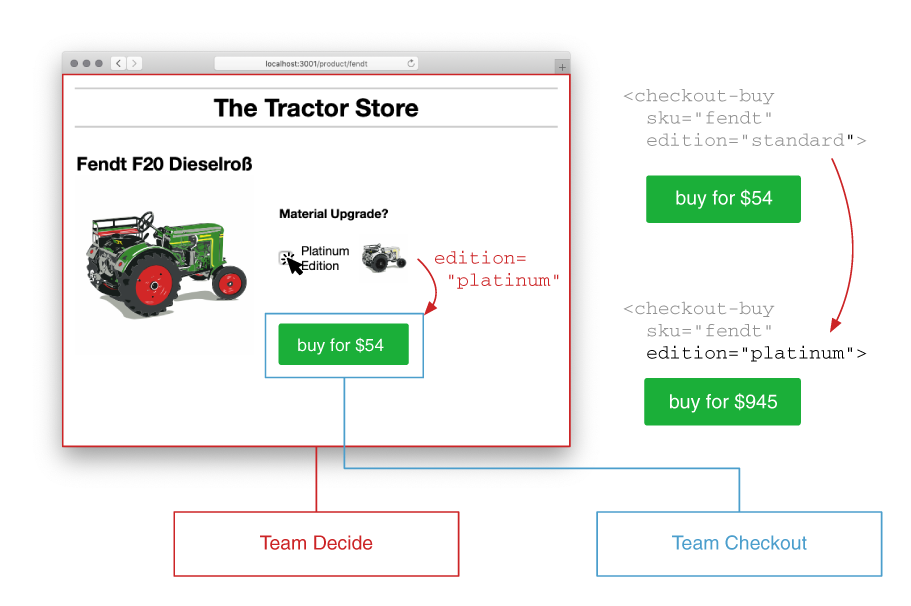 localhost:3001/product/fendt
+
The Tractor Store
Fendt F20 Dieselroß
Material Upgrade?
Platinum
Edition
edition=
"platinum"
buy for $54
<checkout-buy
sku="fendt"
edition="standard">
buy for $54
<checkout-buy
sku="fendt"
edition="platinum">
buy for $945
Team Decide
Team Checkout